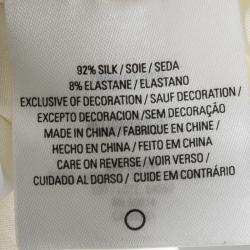 92% SILK / SOIE / SEDA
8% ELASTANE / ELASTANO
EXCLUSIVE OF DECORATION / SAUF DECORATION /
EXCEPTO DECORACION /SEM DECORAÇÃO
MADE IN CHINA / FABRIQUE EN CHINE /
HECHO EN CHINA / FEITO EM CHINA
CARE ON REVERSE / VOIR VERSO /
CUIDADO AL DORSO / CUIDE EM CONTRÁRIO